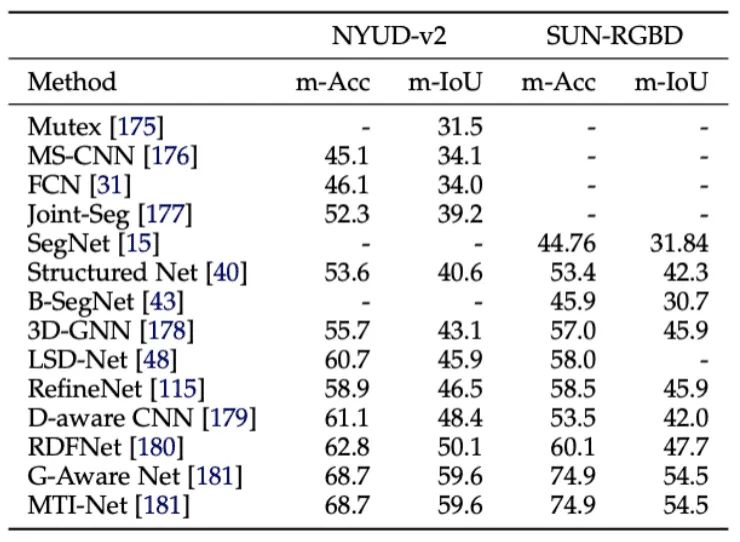 NYUD-v2 SUN-RGBD
Method m-Acc m-IoU m-Acc m-IoU
Mutex [175] - 31.5 - -
MS-CNN [176] 45.1 34.1 - -
FCN [31] 46.1 34.0 - -
Joint-Seg [177] 52.3 39.2 - -
SegNet [15] - - 44.76 31.84
Structured Net [40] 53.6 40.6 53.4 42.3
B-SegNet [43] - - 45.9 30.7
3D-GNN [178] 55.7 43.1 57.0 45.9
LSD-Net [48] 60.7 45.9 58.0 -
RefineNet [115] 58.9 46.5 58.5 45.9
D-aware CNN [179] 61.1 48.4 53.5 42.0
RDFNet [180] 62.8 50.1 60.1 47.7
G-Aware Net [181] 68.7 59.6 74.9 54.5
MTI-Net [181] 68.7 59.6 74.9 54.5